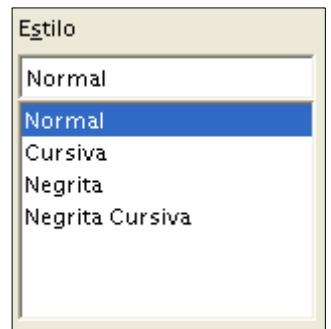 Estilo
Normal
Normal
Cursiva
Negrita
Negrita Cursiva